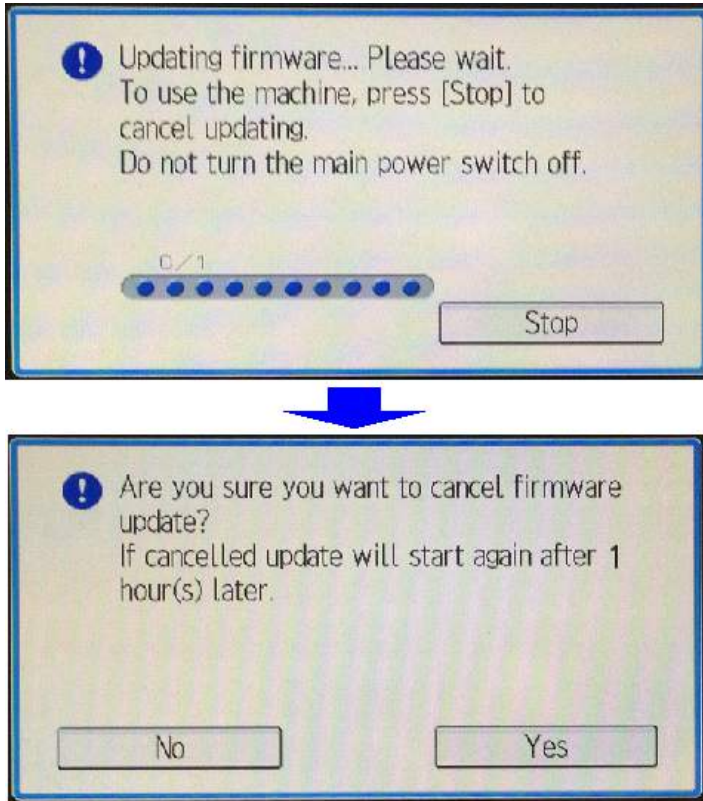 Updating firmware... Please wait.
To use the machine, press [Stop] to
cancel updating.
Do not turn the main power switch off.
0/1
Stop
Are you sure you want to cancel firmware
update?
If cancelled update will start again after 1
hour(s) later.
No
Yes